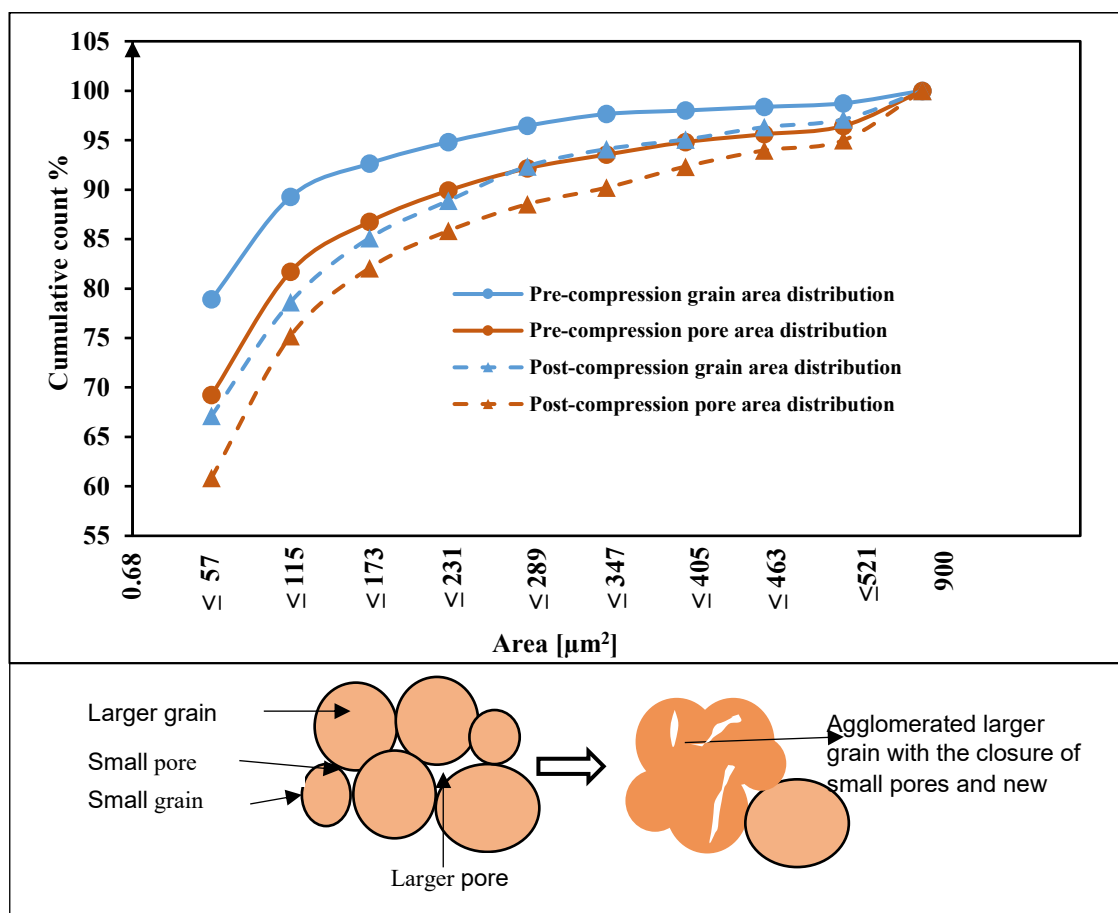 105
100
95
90
85
80
75
70
65
60
55
Cumulative count %
Pre-compression grain area distribution
Pre-compression pore area distribution
Post-compression grain area distribution
Post-compression pore area distribution
0.68
≤ 57
≤ 115
≤ 173
≤ 231
≤ 289
≤ 347
≤ 405
≤ 463
≤521
900
Area [µm²]
Larger grain
Small pore
Small grain
Larger pore
Agglomerated larger
grain with the closure of
small pores and new